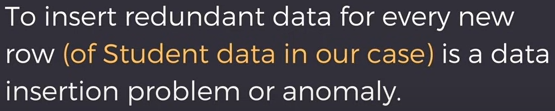 To insert redundant data for every new
row (of Student data in our case) is a data
insertion problem or anomaly.